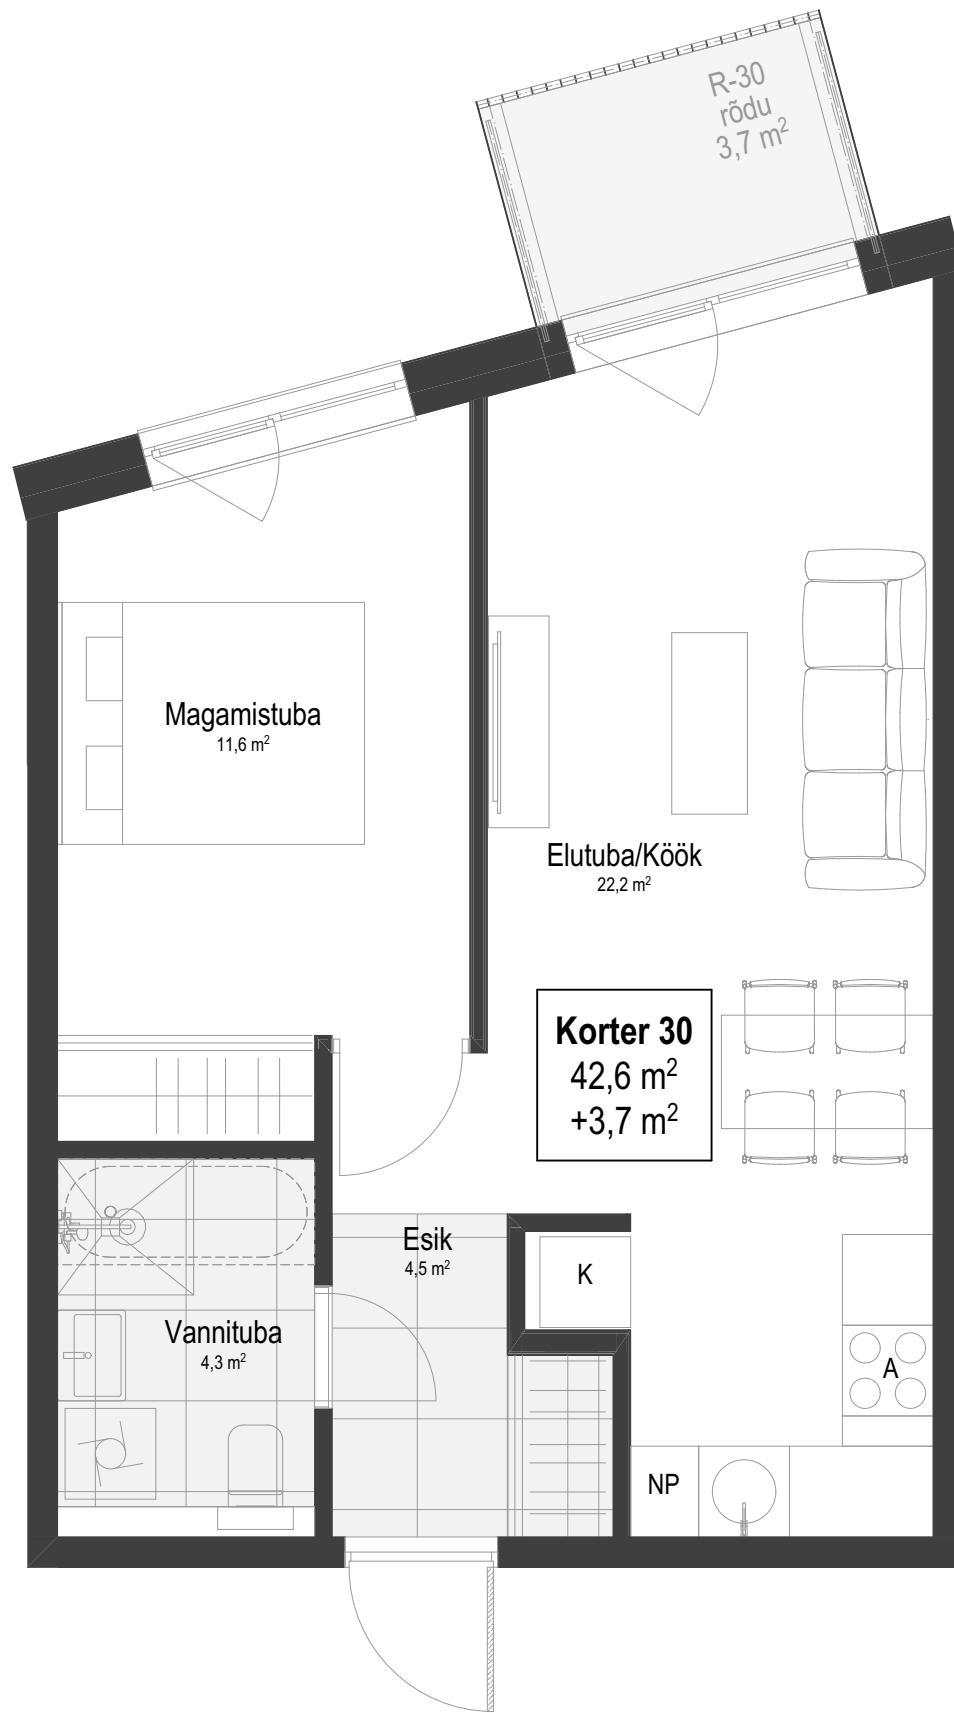 R-30
rõdu
3,7 m²
Magamistuba
11,6 m²
Elutuba/Köök
22,2 m²
Korter 30
42,6 m²
+3,7 m²
Esik
4,5 m²
K
Vannituba
4,3 m²
A
NP